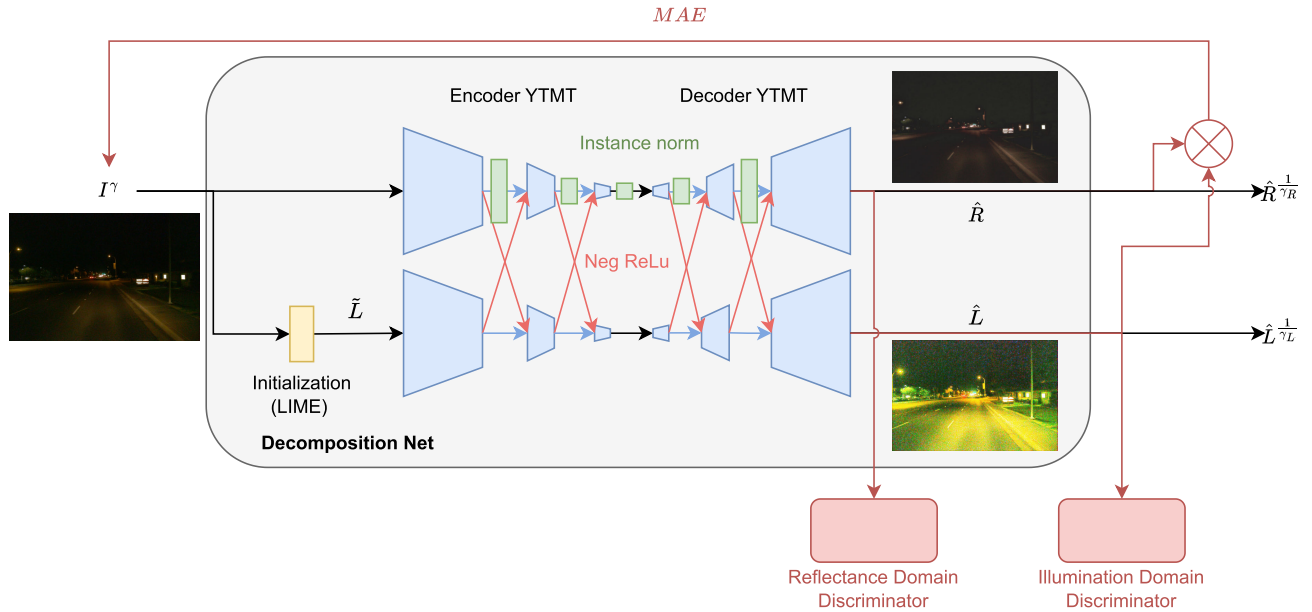 MAE
Encoder YTMT
Decoder YTMT
Instance norm
I^γ
R̂
R̂^{1/γ_R}
Neg ReLu
L̃
L̂
L̂^{1/γ_L}
Initialization
(LIME)
Decomposition Net
Reflectance Domain
Discriminator
Illumination Domain
Discriminator